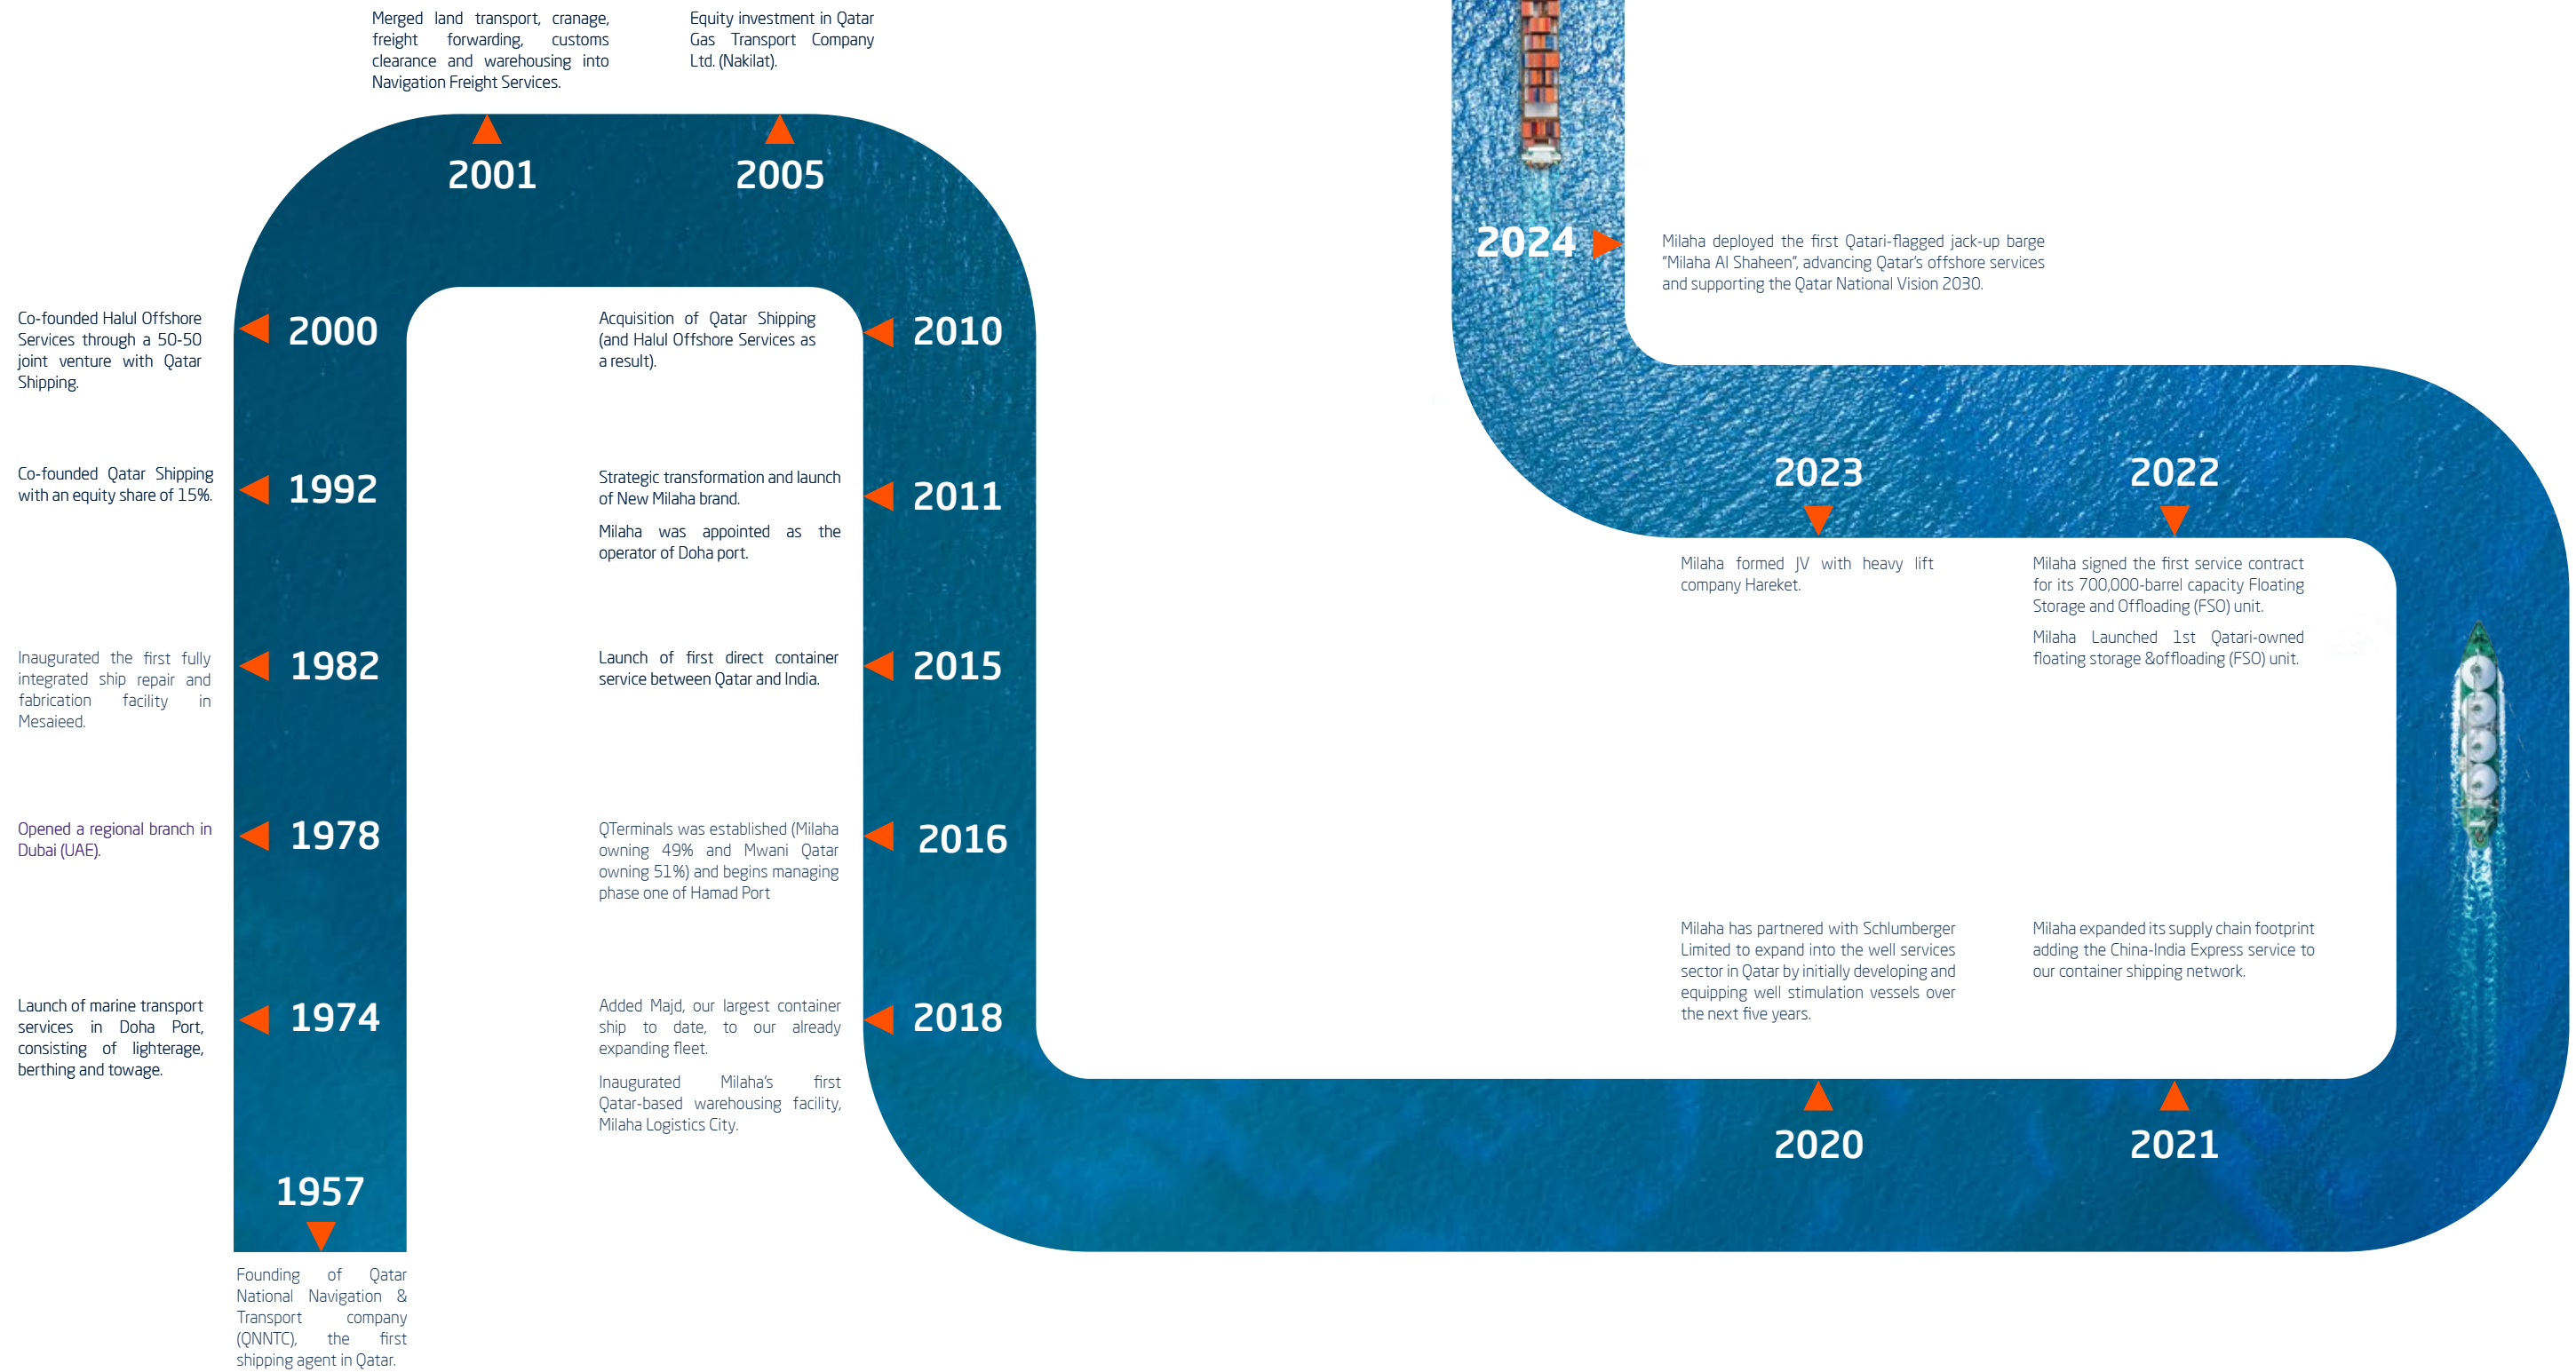 Merged land transport, cranage,
freight forwarding, customs
clearance and warehousing into
Navigation Freight Services.
Equity investment in Qatar
Gas Transport Company
Ltd. (Nakilat).
2001
2005
Co-founded Halul Offshore
Services through a 50-50
joint venture with Qatar
Shipping.
2000
Co-founded Qatar Shipping
with an equity share of 15%.
1992
Inaugurated the first fully
integrated ship repair and
fabrication facility in
Mesaieed.
1982
Opened a regional branch in
Dubai (UAE).
1978
Launch of marine transport
services in Doha Port,
consisting of lighterage,
berthing and towage.
1974
1957
Founding of Qatar
National Navigation &
Transport company
(QNNTC), the first
shipping agent in Qatar.
Acquisition of Qatar Shipping
(and Halul Offshore Services as
a result).
2010
Strategic transformation and launch
of New Milaha brand.
Milaha was appointed as the
operator of Doha port.
2011
Launch of first direct container
service between Qatar and India.
2015
QTerminals was established (Milaha
owning 49% and Mwani Qatar
owning 51%) and begins managing
phase one of Hamad Port
2016
Added Majd, our largest container
ship to date, to our already
expanding fleet.
Inaugurated Milaha's first
Qatar-based warehousing facility,
Milaha Logistics City.
2018
2024
Milaha deployed the first Qatari-flagged jack-up barge
"Milaha Al Shaheen", advancing Qatar's offshore services
and supporting the Qatar National Vision 2030.
2023
Milaha formed JV with heavy lift
company Hareket.
2022
Milaha signed the first service contract
for its 700,000-barrel capacity Floating
Storage and Offloading (FSO) unit.
Milaha Launched 1st Qatari-owned
floating storage &offloading (FSO) unit.
Milaha has partnered with Schlumberger
Limited to expand into the well services
sector in Qatar by initially developing and
equipping well stimulation vessels over
the next five years.
2020
Milaha expanded its supply chain footprint
adding the China-India Express service to
our container shipping network.
2021